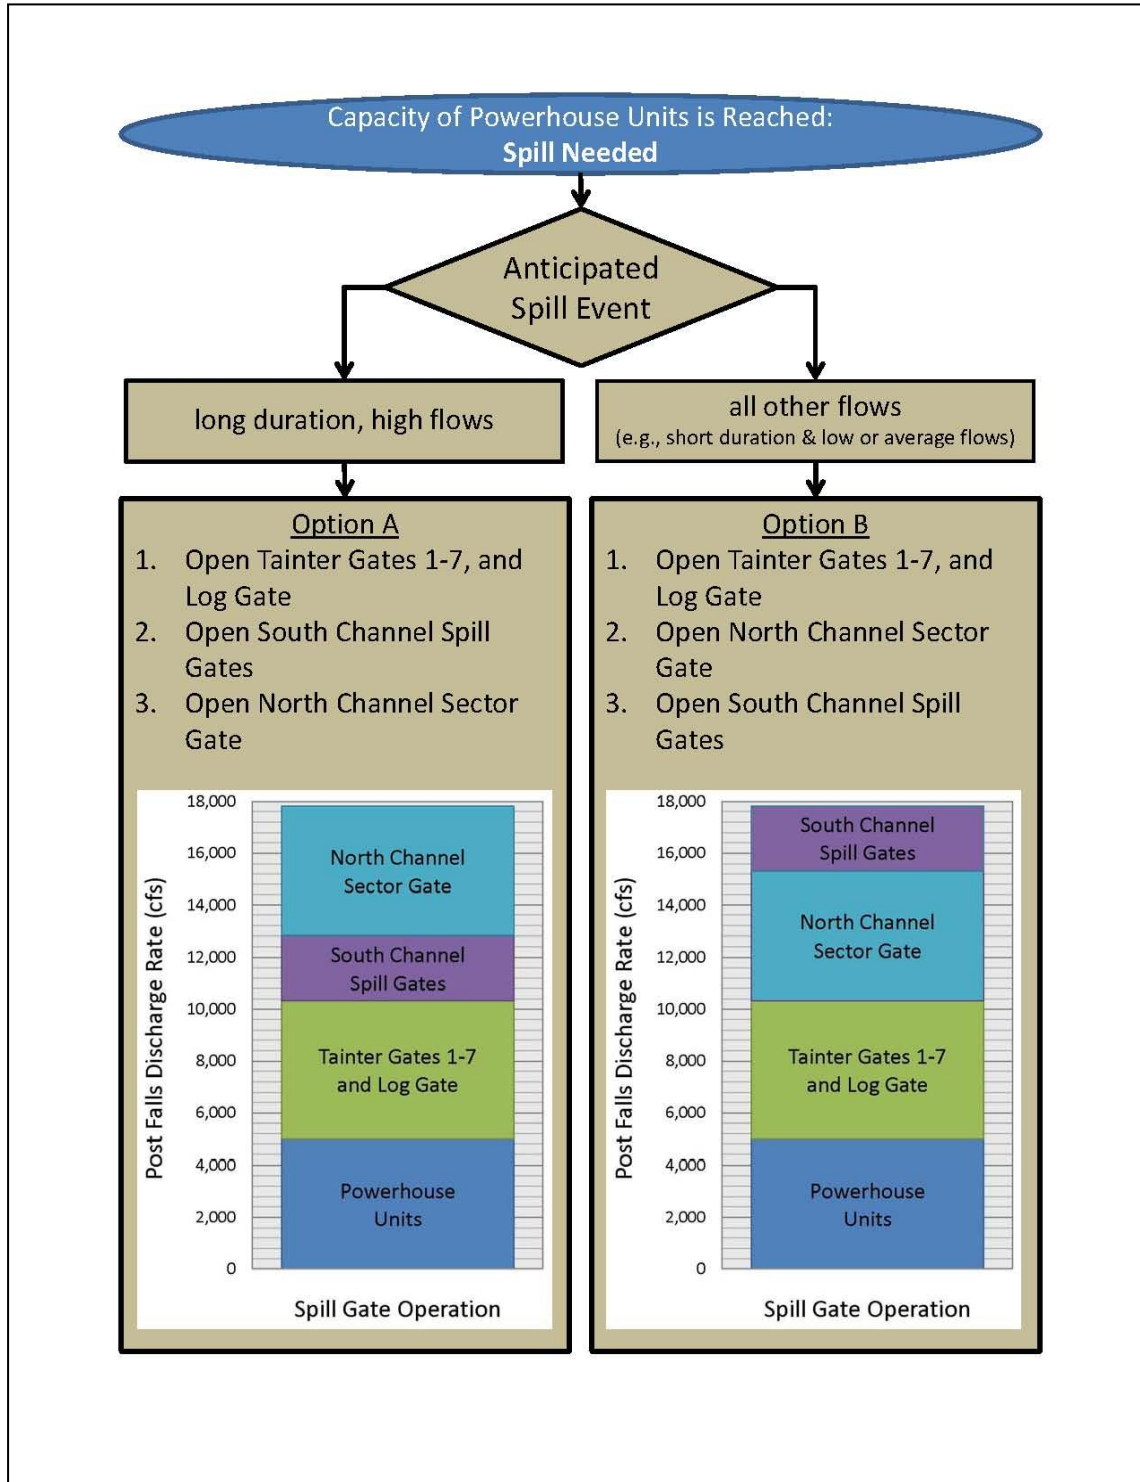 Capacity of Powerhouse Units is Reached:
Spill Needed
Anticipated
Spill Event
long duration, high flows
all other flows
(e.g., short duration & low or average flows)
Option A
1. Open Tainter Gates 1-7, and
Log Gate
2. Open South Channel Spill
Gates
3. Open North Channel Sector
Gate
Post Falls Discharge Rate (cfs)
18,000
16,000
14,000
12,000
10,000
8,000
6,000
4,000
2,000
0
North Channel
Sector Gate
South Channel
Spill Gates
Tainter Gates 1-7
and Log Gate
Powerhouse
Units
Spill Gate Operation
Option B
1. Open Tainter Gates 1-7, and
Log Gate
2. Open North Channel Sector
Gate
3. Open South Channel Spill
Gates
Post Falls Discharge Rate (cfs)
18,000
16,000
14,000
12,000
10,000
8,000
6,000
4,000
2,000
0
South Channel
Spill Gates
North Channel
Sector Gate
Tainter Gates 1-7
and Log Gate
Powerhouse
Units
Spill Gate Operation